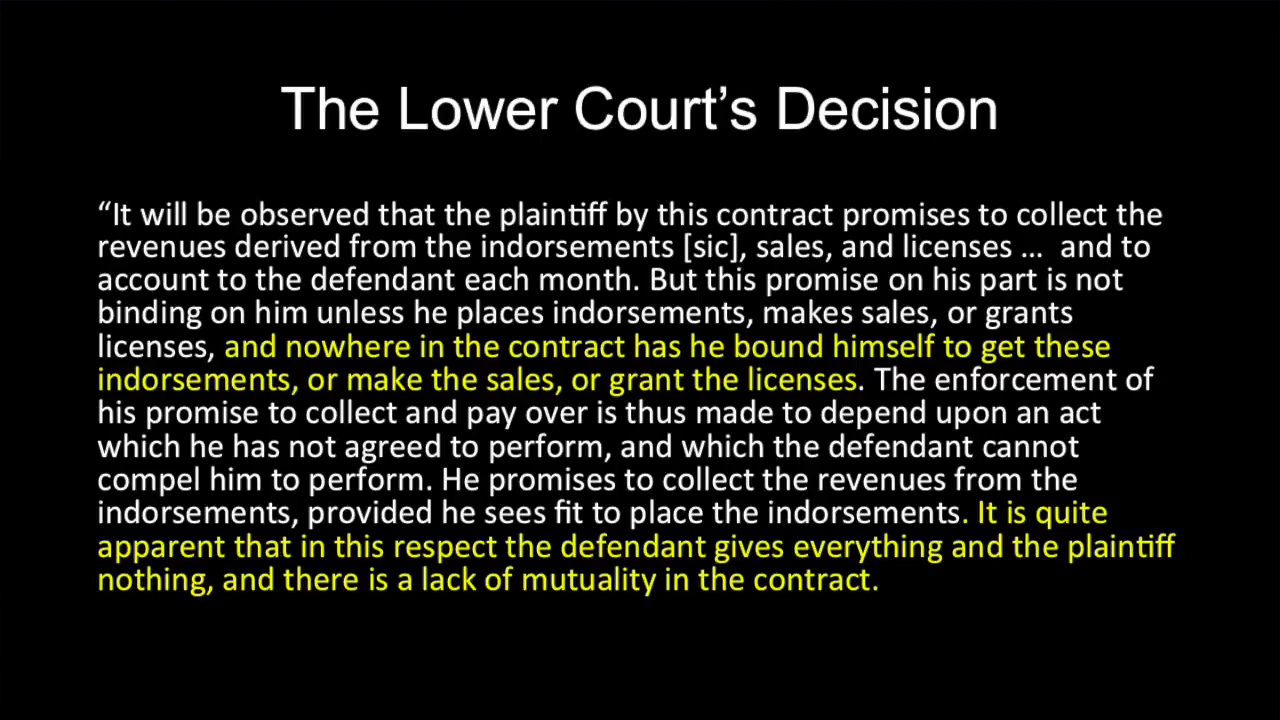 The Lower Court’s Decision
“It will be observed that the plaintiff by this contract promises to collect the
revenues derived from the indorsements [sic], sales, and licenses … and to
account to the defendant each month. But this promise on his part is not
binding on him unless he places indorsements, makes sales, or grants
licenses, and nowhere in the contract has he bound himself to get these
indorsements, or make the sales, or grant the licenses. The enforcement of
his promise to collect and pay over is thus made to depend upon an act
which he has not agreed to perform, and which the defendant cannot
compel him to perform. He promises to collect the revenues from the
indorsements, provided he sees fit to place the indorsements. It is quite
apparent that in this respect the defendant gives everything and the plaintiff
nothing, and there is a lack of mutuality in the contract.